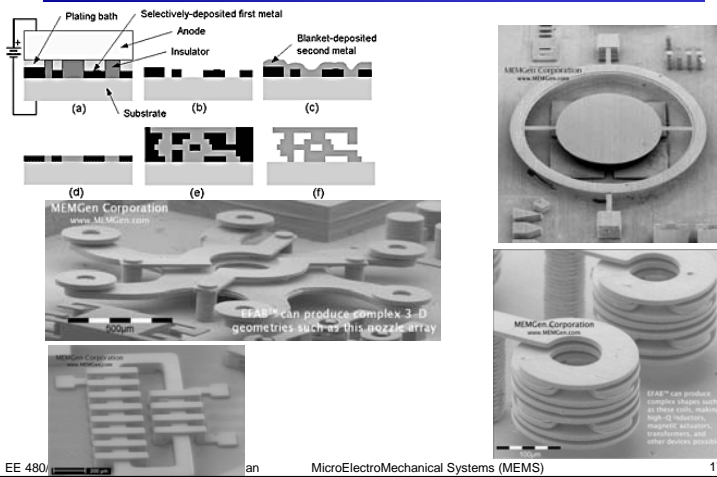 Plating bath
Selectively-deposited first metal
Anode
Insulator
Substrate
(a)
(b)
Blanket-deposited
second metal
(c)
(d)
(e)
(f)
MEMGen Corporation
www.MEMGen.com
MEMGen Corporation
www.MEMGen.com
500µm
EFAB™ can produce complex 3-D
geometries such as this nozzle array
MEMGen Corporation
www.MEMGen.com
200 µm
MEMGen Corporation
www.MEMGen.com
EFAB™ can produce
complex shapes such
as these coils, making
high-Q inductors,
magnetic actuators,
transformers, and
other devices possible
500µm
EE 480/
an
MicroElectroMechanical Systems (MEMS)
1